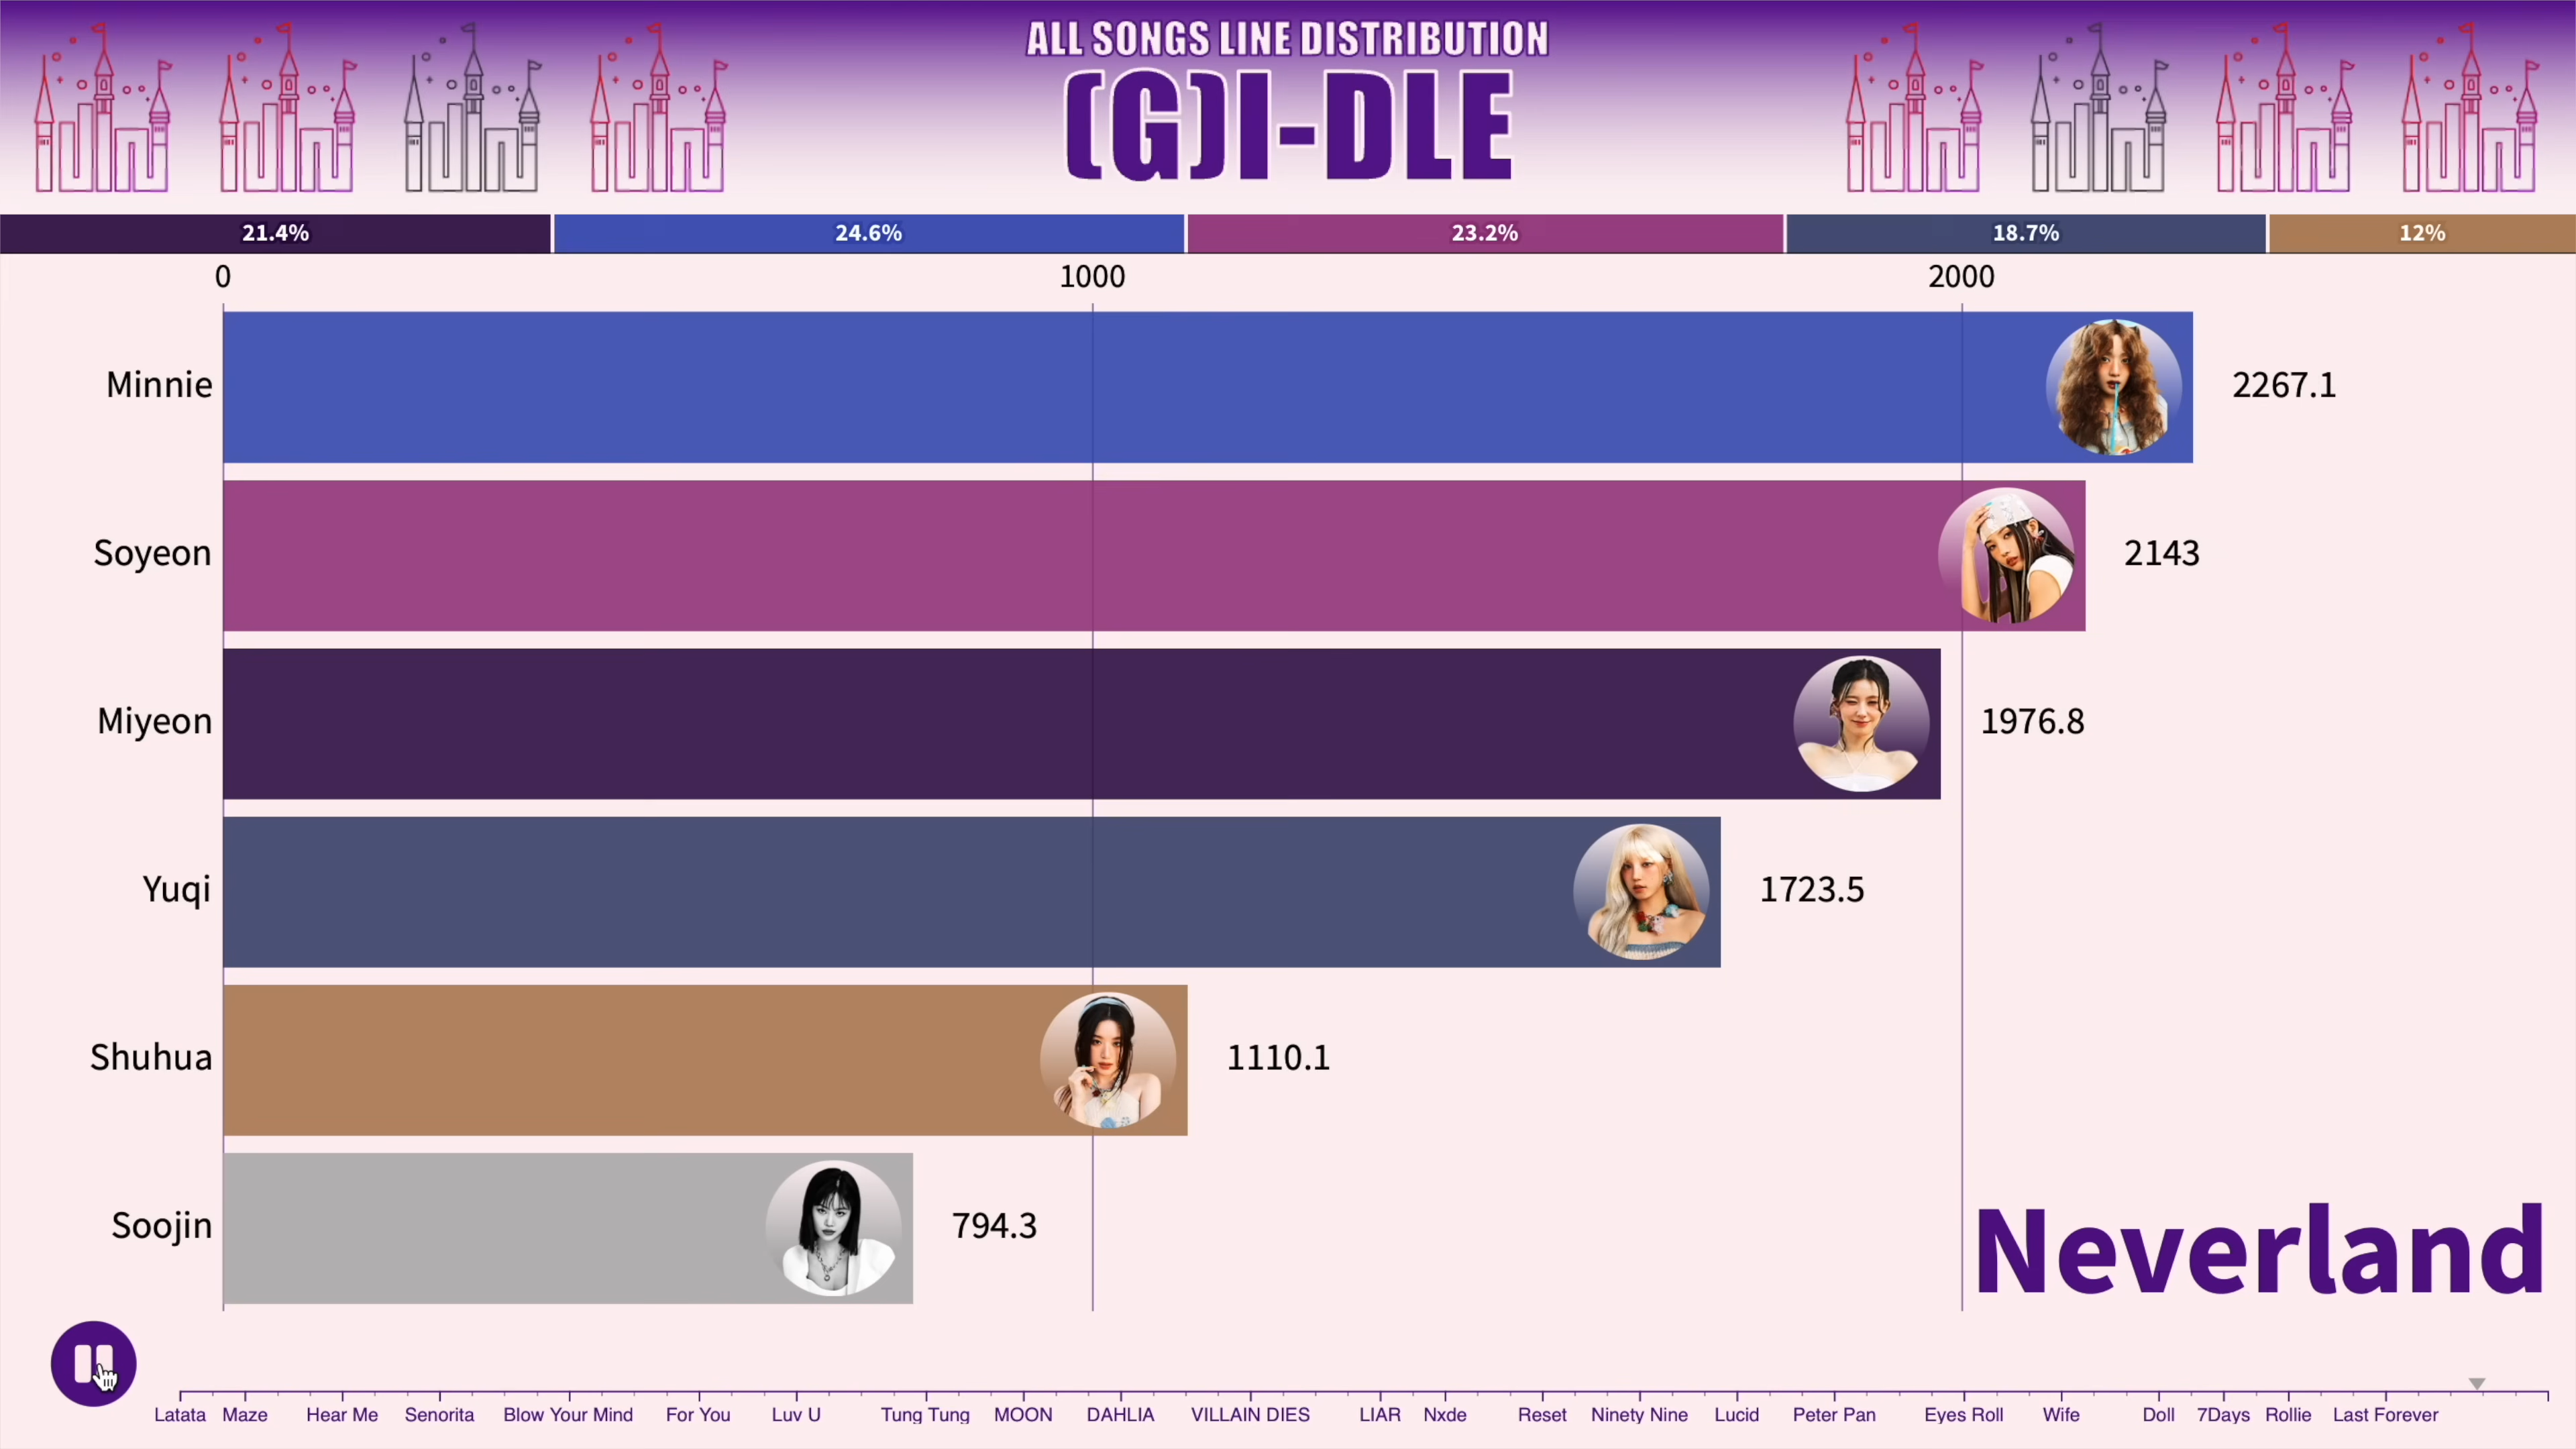 ALL SONGS LINE DISTRIBUTION
(G)I-DLE
21.4% 24.6% 23.2% 18.7% 12%
0 1000 2000
Minnie 2267.1
Soyeon 2143
Miyeon 1976.8
Yuqi 1723.5
Shuhua 1110.1
Soojin 794.3
Neverland
Latata Maze Hear Me Senorita Blow Your Mind For You Luv U Tung Tung MOON DAHLIA VILLAIN DIES LIAR Nxde Reset Ninety Nine Lucid Peter Pan Eyes Roll Wife Doll 7Days Rollie Last Forever